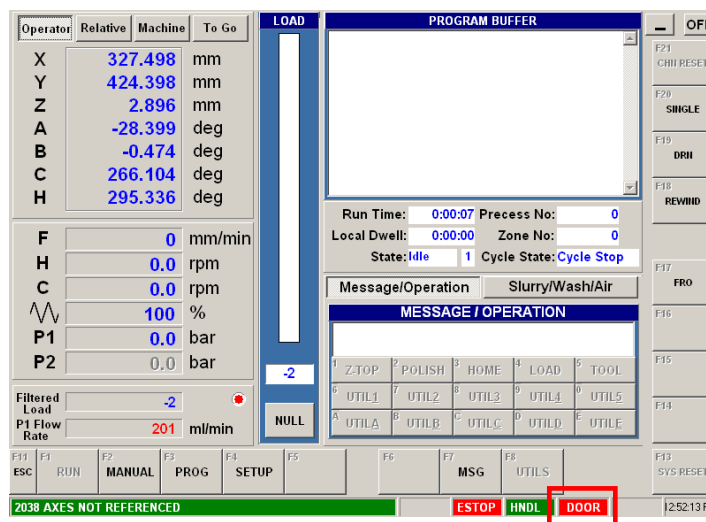 Operator Relative Machine To Go
X 327.498 mm
Y 424.398 mm
Z 2.896 mm
A -28.399 deg
B -0.474 deg
C 266.104 deg
H 295.336 deg
F 0 mm/min
H 0.0 rpm
C 0.0 rpm
100 %
P1 0.0 bar
P2 0.0 bar
Filtered Load -2
P1 Flow Rate 201 ml/min
LOAD
-2
NULL
PROGRAM BUFFER
Run Time: 0:00:07 Precess No: 0
Local Dwell: 0:00:00 Zone No: 0
State: Idle 1 Cycle State: Cycle Stop
Message/Operation Slurry/Wash/Air
MESSAGE / OPERATION
1 Z-TOP 2 POLISH 3 HOME 4 LOAD 5 TOOL
6 UTIL1 7 UTIL2 8 UTIL3 9 UTIL4 0 UTIL5
A UTILA B UTILB C UTILC D UTILD E UTILE
F21
CHN RESET
F20
SINGLE
F19
DRN
F18
REWIND
F17
FRO
F16
F15
F14
F13
SYS RESET
F11 ESC F1 RUN F2 MANUAL F3 PROG F4 SETUP F5 F6 F7 MSG F8 UTILS
2038 AXES NOT REFERENCED ESTOP HNDL DOOR 12:52:13